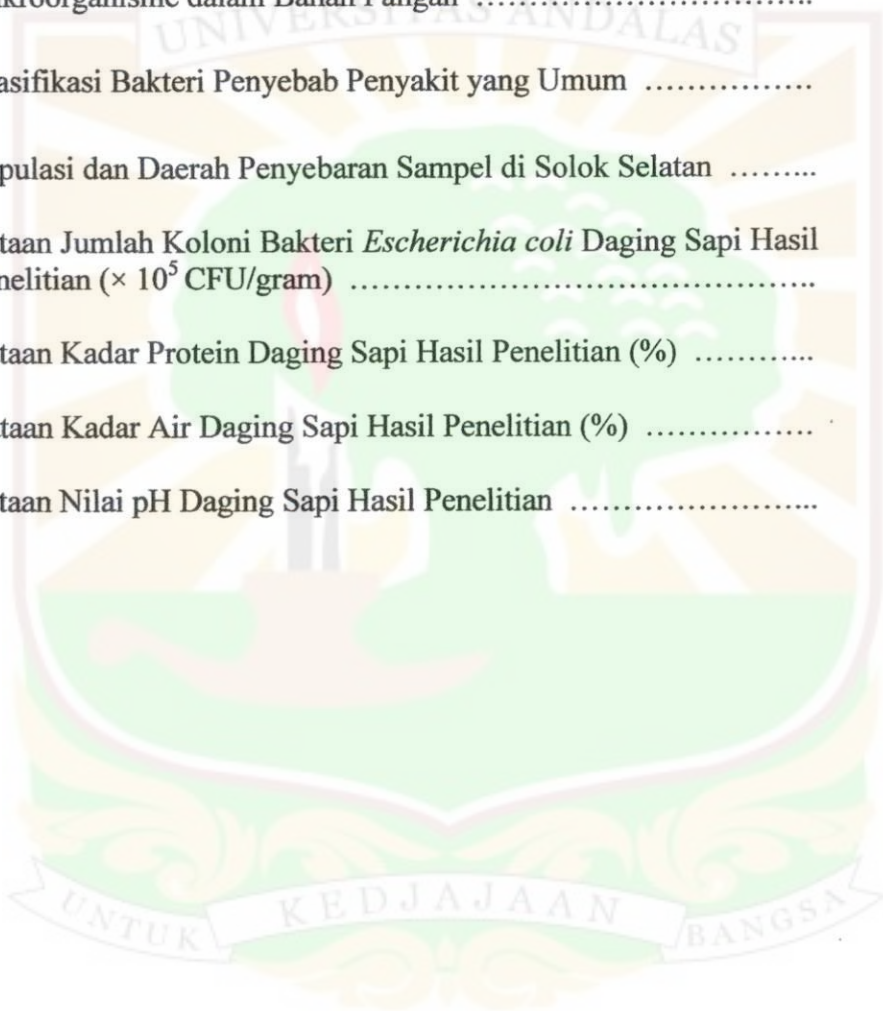 kroorganisme dalam Bahan Pangan ……………………………..
UNIVERSITAS ANDALAS
asifikasi Bakteri Penyebab Penyakit yang Umum …………….
pulasi dan Daerah Penyebaran Sampel di Solok Selatan ………
taan Jumlah Koloni Bakteri Escherichia coli Daging Sapi Hasil
nelitian (× 10⁵ CFU/gram) ……………………………………..
taan Kadar Protein Daging Sapi Hasil Penelitian (%) …………
taan Kadar Air Daging Sapi Hasil Penelitian (%) …………….
taan Nilai pH Daging Sapi Hasil Penelitian ……………………..
UNTUK KEDJAJAAN BANGSA